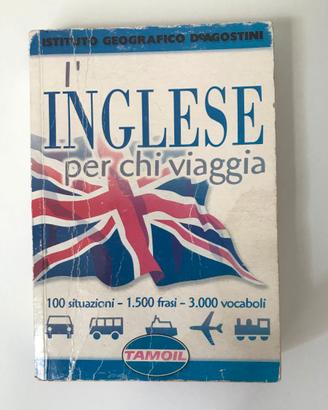 ISTITUTO GEOGRAFICO DeAGOSTINI
l'
INGLESE
per chi viaggia
100 situazioni - 1.500 frasi - 3.000 vocaboli
TAMOIL